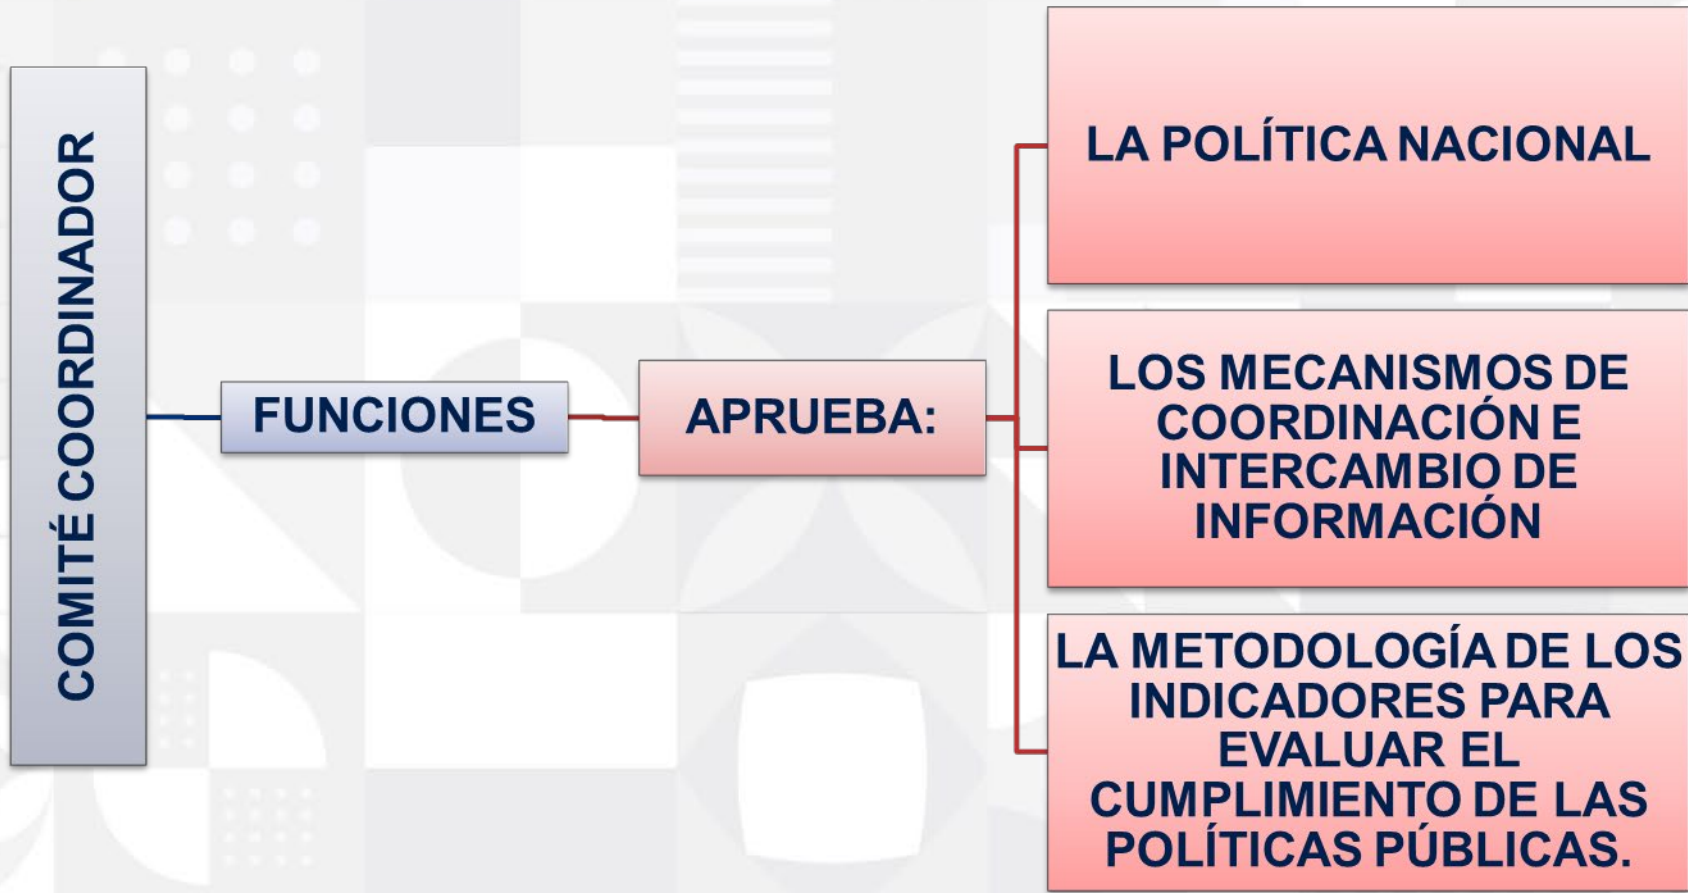 COMITÉ COORDINADOR
FUNCIONES
APRUEBA:
LA POLÍTICA NACIONAL
LOS MECANISMOS DE
COORDINACIÓN E
INTERCAMBIO DE
INFORMACIÓN
LA METODOLOGÍA DE LOS
INDICADORES PARA
EVALUAR EL
CUMPLIMIENTO DE LAS
POLÍTICAS PÚBLICAS.